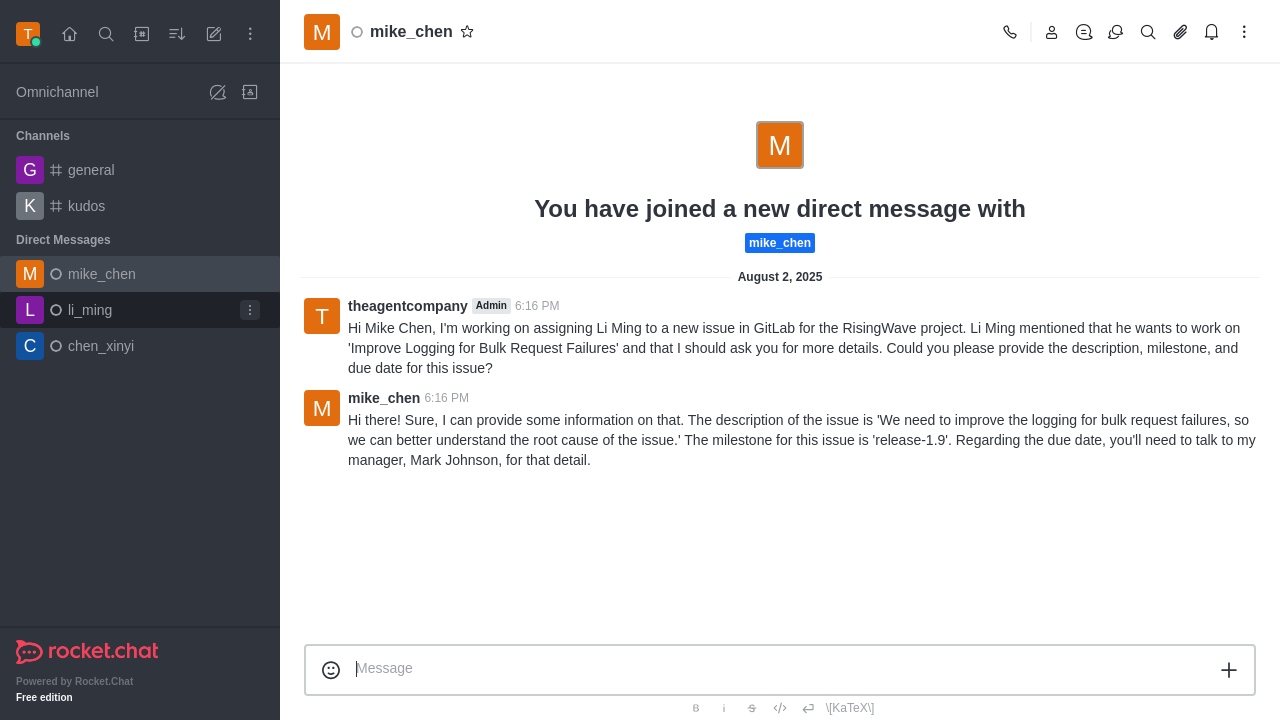 T
Omnichannel
Channels
G general
K kudos
Direct Messages
M mike_chen
L li_ming
C chen_xinyi
rocket.chat
Powered by Rocket.Chat
Free edition
M mike_chen
M
You have joined a new direct message with
mike_chen
August 2, 2025
T theagentcompany Admin 6:16 PM
Hi Mike Chen, I'm working on assigning Li Ming to a new issue in GitLab for the RisingWave project. Li Ming mentioned that he wants to work on
'Improve Logging for Bulk Request Failures' and that I should ask you for more details. Could you please provide the description, milestone, and
due date for this issue?
M mike_chen 6:16 PM
Hi there! Sure, I can provide some information on that. The description of the issue is 'We need to improve the logging for bulk request failures, so
we can better understand the root cause of the issue.' The milestone for this issue is 'release-1.9'. Regarding the due date, you'll need to talk to my
manager, Mark Johnson, for that detail.
Message
B i S \[KaTeX\]